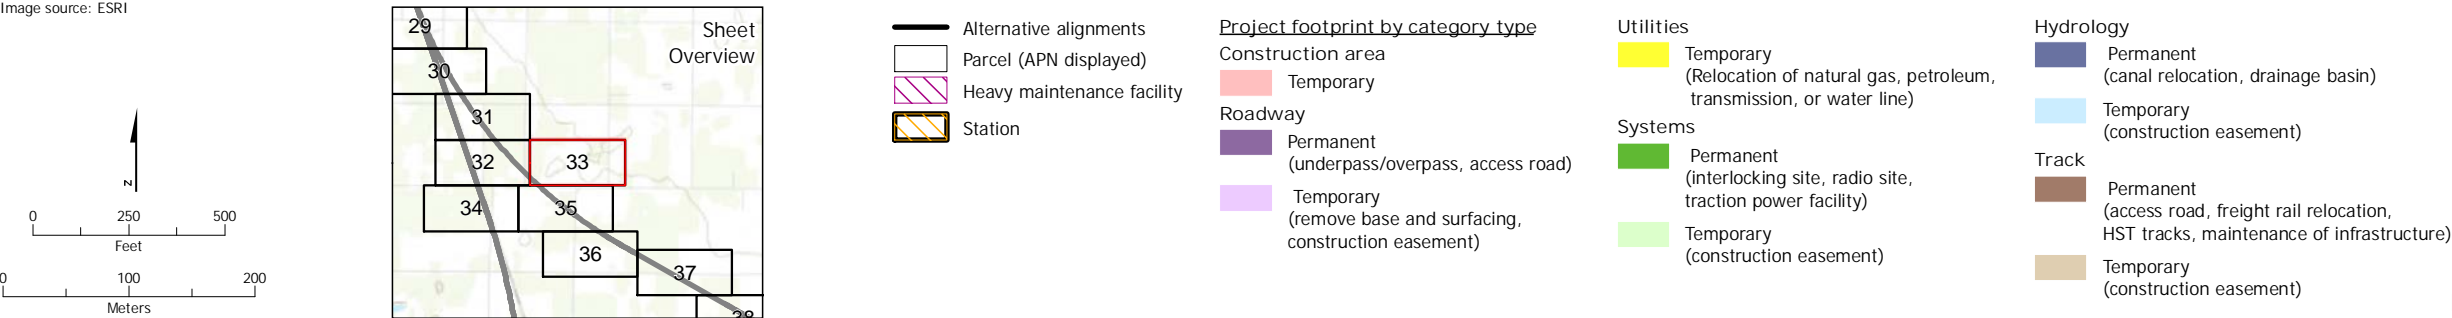 Image source: ESRI
N
0 250 500
Feet
0 100 200
Meters
Sheet
Overview
29
30
31
32
33
34
35
36
37
38
Alternative alignments
Parcel (APN displayed)
Heavy maintenance facility
Station
Project footprint by category type
Construction area
Temporary
Roadway
Permanent
(underpass/overpass, access road)
Temporary
(remove base and surfacing,
construction easement)
Utilities
Temporary
(Relocation of natural gas, petroleum,
transmission, or water line)
Systems
Permanent
(interlocking site, radio site,
traction power facility)
Temporary
(construction easement)
Hydrology
Permanent
(canal relocation, drainage basin)
Temporary
(construction easement)
Track
Permanent
(access road, freight rail relocation,
HST tracks, maintenance of infrastructure)
Temporary
(construction easement)